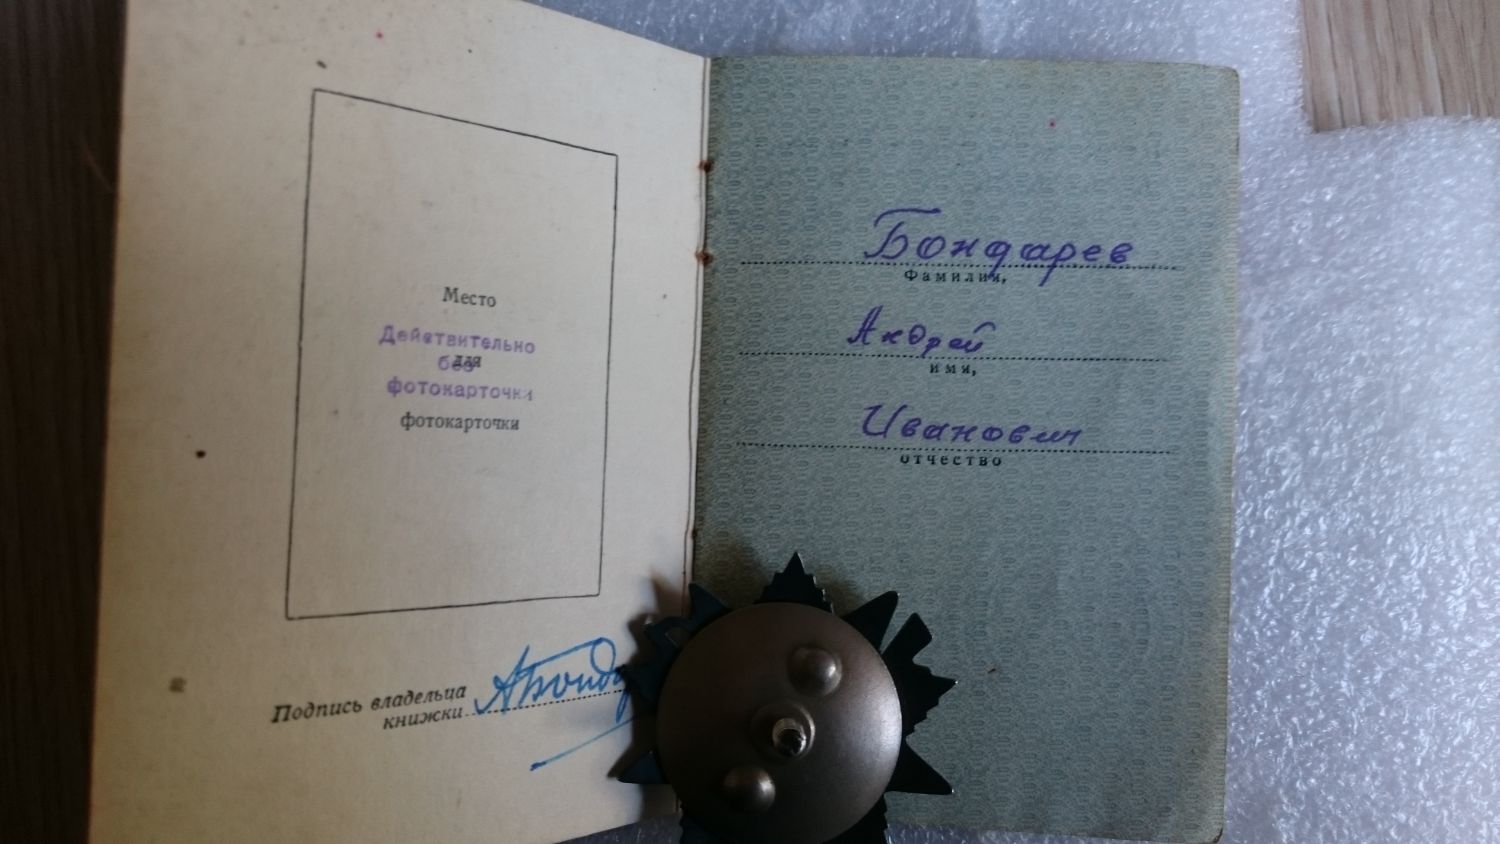 Место
Действительно
для
без
фотокарточки
фотокарточки
Подпись владельца
книжки
Бондарев
Фамилия,
Андрей
имя,
Иванович
отчество